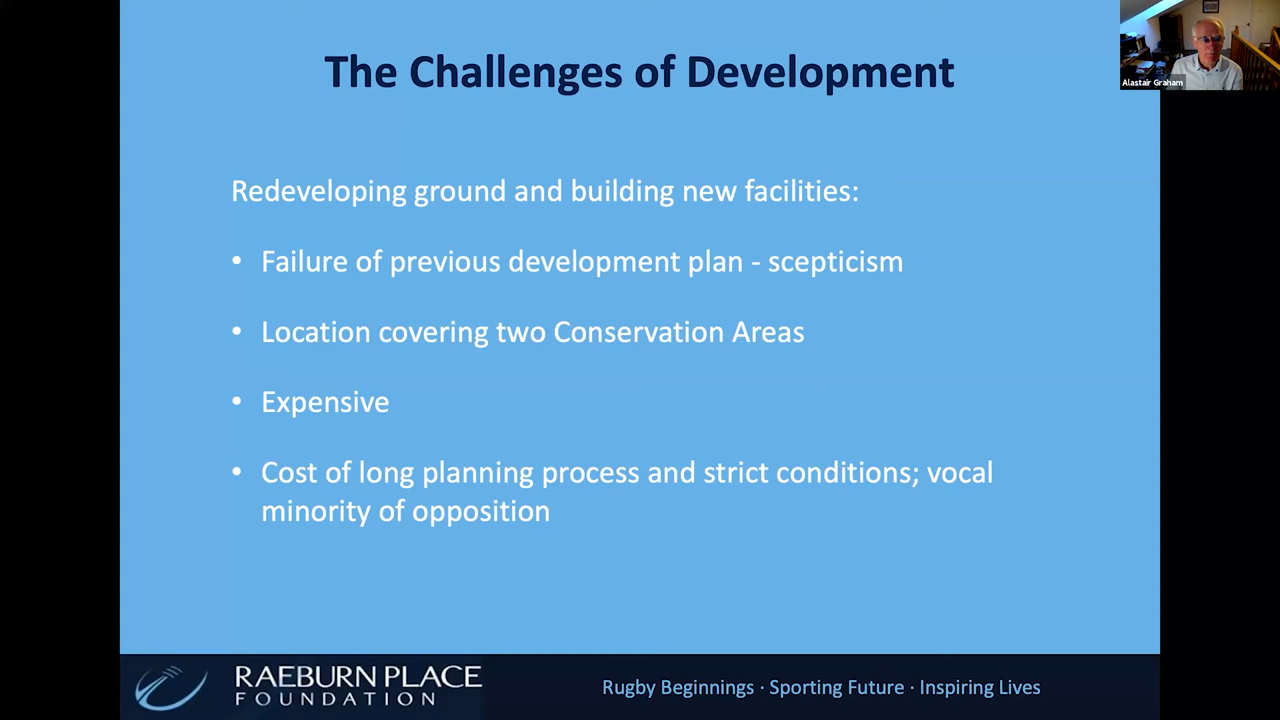 The Challenges of Development
Alastair Graham
Redeveloping ground and building new facilities:
• Failure of previous development plan - scepticism
• Location covering two Conservation Areas
• Expensive
• Cost of long planning process and strict conditions; vocal
minority of opposition
RAEBURN PLACE
FOUNDATION
Rugby Beginnings · Sporting Future · Inspiring Lives